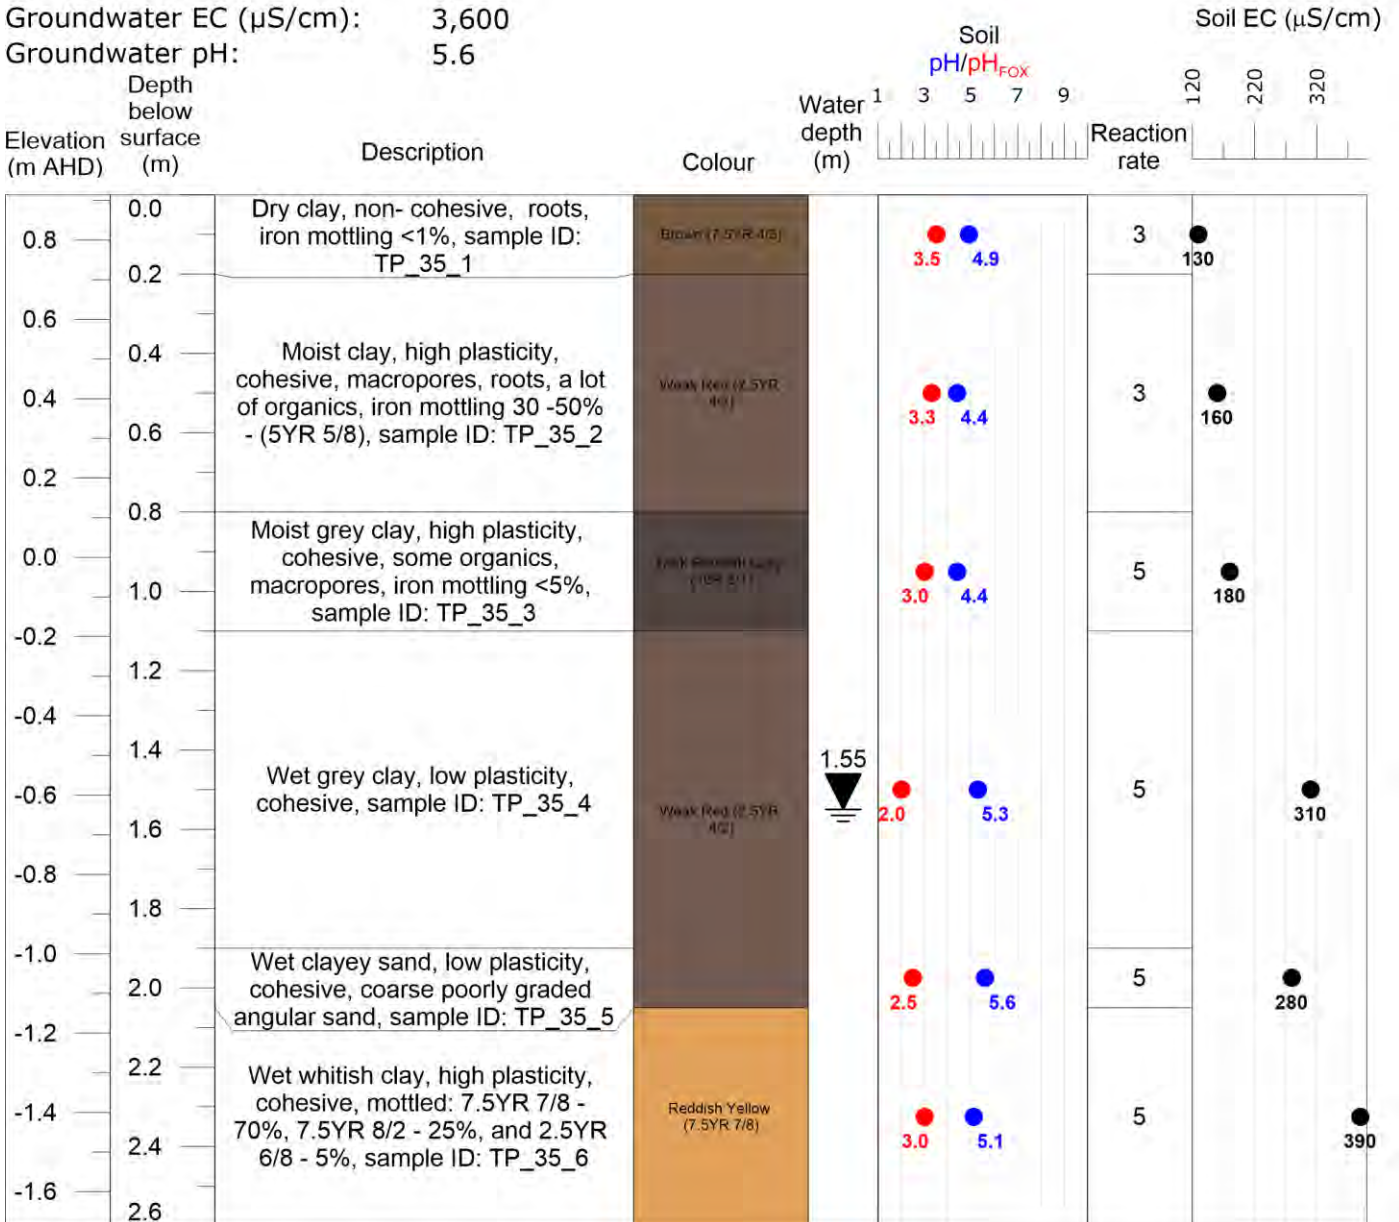 Groundwater EC (µS/cm): 3,600
Groundwater pH: 5.6
Soil EC (µS/cm)
Soil
pH/pHFOX
Elevation
(m AHD)
Depth
below
surface
(m)
Description
Colour
Water
depth
(m)
1 3 5 7 9
Reaction
rate
120 220 320
0.8
0.6
0.4
0.2
0.0
-0.2
-0.4
-0.6
-0.8
-1.0
-1.2
-1.4
-1.6
0.0
0.2
0.4
0.6
0.8
1.0
1.2
1.4
1.6
1.8
2.0
2.2
2.4
2.6
Dry clay, non- cohesive, roots,
iron mottling <1%, sample ID:
TP_35_1
Brown (7.5YR
3.5 4.9
3
130
Moist clay, high plasticity,
cohesive, macropores, roots, a lot
of organics, iron mottling 30 -50%
- (5YR 5/8), sample ID: TP_35_2
Weak Red (2.5YR
3.3 4.4
3
160
Moist grey clay, high plasticity,
cohesive, some organics,
macropores, iron mottling <5%,
sample ID: TP_35_3
3.0 4.4
5
180
Wet grey clay, low plasticity,
cohesive, sample ID: TP_35_4
Weak Red (2.5YR
4/2)
1.55
2.0 5.3
5
310
Wet clayey sand, low plasticity,
cohesive, coarse poorly graded
angular sand, sample ID: TP_35_5
2.5 5.6
5
280
Wet whitish clay, high plasticity,
cohesive, mottled: 7.5YR 7/8 -
70%, 7.5YR 8/2 - 25%, and 2.5YR
6/8 - 5%, sample ID: TP_35_6
Reddish Yellow
(7.5YR 7/8)
3.0 5.1
5
390